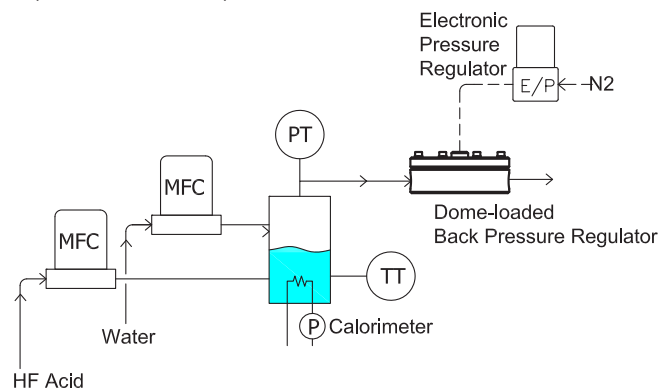 Electronic
Pressure
Regulator
E/P
N2
PT
MFC
Dome-loaded
Back Pressure Regulator
MFC
TT
P
Calorimeter
Water
HF Acid